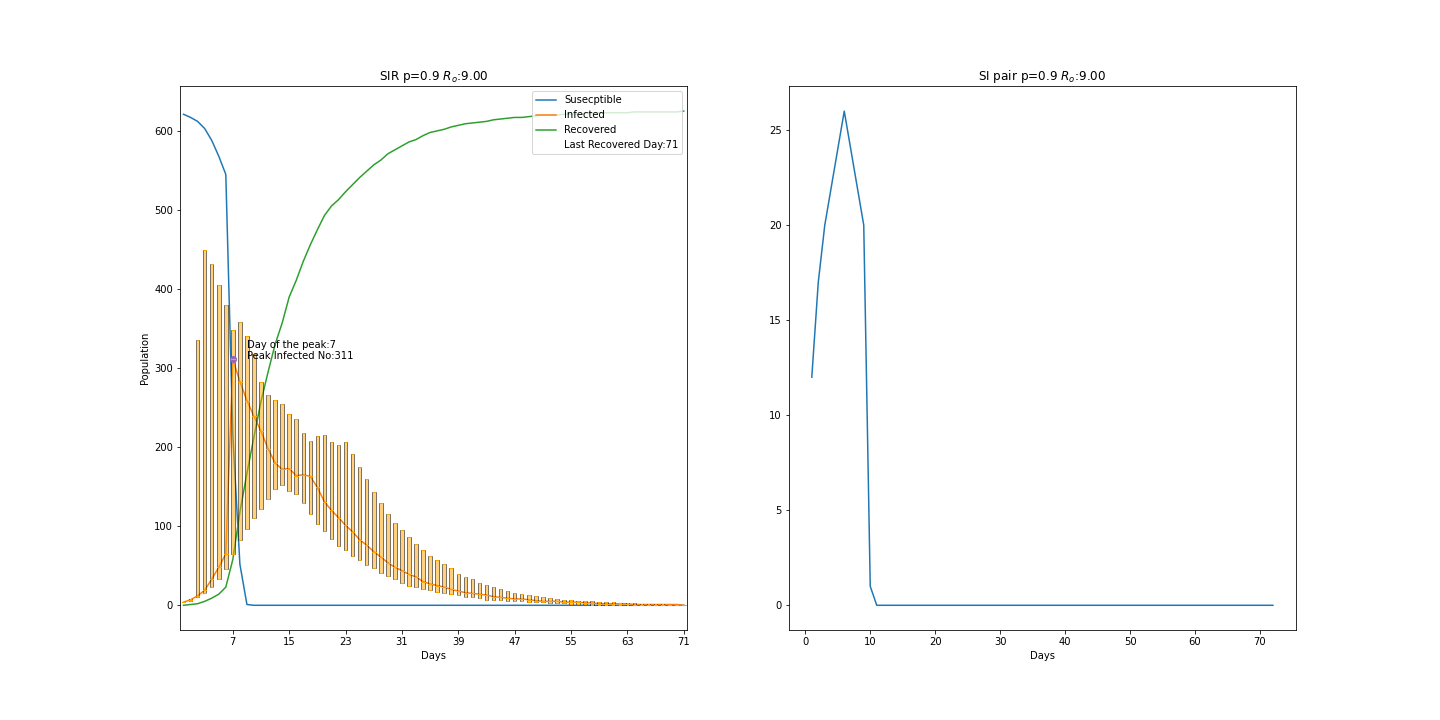 SIR p=0.9 Rₒ:9.00
Susecptible
Infected
Recovered
Last Recovered Day:71
Day of the peak:7
Peak Infected No:311
Population
600
500
400
300
200
100
0
7 15 23 31 39 47 55 63 71
Days
SI pair p=0.9 Rₒ:9.00
25
20
15
10
5
0
0 10 20 30 40 50 60 70
Days